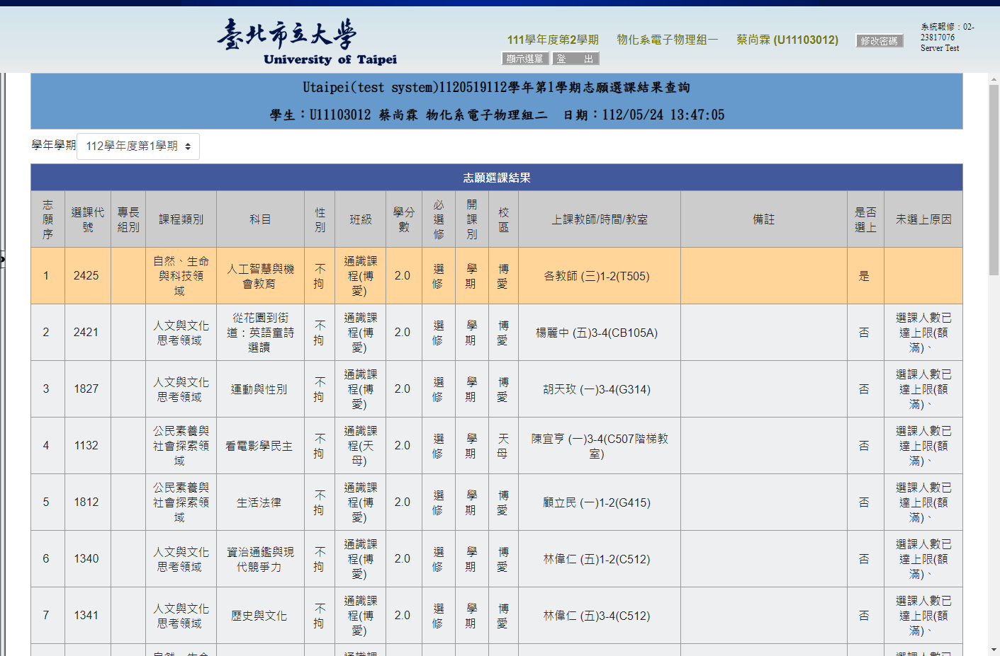 臺北市立大學
University of Taipei
111學年度第2學期 物化系電子物理組一 蔡尚霖 (U11103012) 修改密碼
顯示選單 登 出
系統報修：02-
23817076
Server Test
Utaipei(test system)1120519112學年第1學期志願選課結果查詢
學生：U11103012 蔡尚霖 物化系電子物理組二 日期：112/05/24 13:47:05
學年學期 112學年度第1學期
志願選課結果
志願序 選課代號 專長組別 課程類別 科目 性別 班級 學分數 必選修 開課別 校區 上課教師/時間/教室 備註 是否選上 未選上原因
1 2425 自然、生命與科技領域 人工智慧與機會教育 不拘 通識課程(博愛) 2.0 選修 學期 博愛 各教師 (三)1-2(T505) 是
2 2421 人文與文化思考領域 從花園到街道：英語童詩選讀 不拘 通識課程(博愛) 2.0 選修 學期 博愛 楊麗中 (五)3-4(CB105A) 否 選課人數已達上限(額滿)、
3 1827 人文與文化思考領域 運動與性別 不拘 通識課程(博愛) 2.0 選修 學期 博愛 胡天玫 (一)3-4(G314) 否 選課人數已達上限(額滿)、
4 1132 公民素養與社會探索領域 看電影學民主 不拘 通識課程(天母) 2.0 選修 學期 天母 陳宜亨 (一)3-4(C507階梯教室) 否 選課人數已達上限(額滿)、
5 1812 公民素養與社會探索領域 生活法律 不拘 通識課程(博愛) 2.0 選修 學期 博愛 顧立民 (一)1-2(G415) 否 選課人數已達上限(額滿)、
6 1340 人文與文化思考領域 資治通鑑與現代競爭力 不拘 通識課程(博愛) 2.0 選修 學期 博愛 林偉仁 (五)1-2(C512) 否 選課人數已達上限(額滿)、
7 1341 人文與文化思考領域 歷史與文化 不拘 通識課程(博愛) 2.0 選修 學期 博愛 林偉仁 (五)3-4(C512) 否 選課人數已達上限(額滿)、